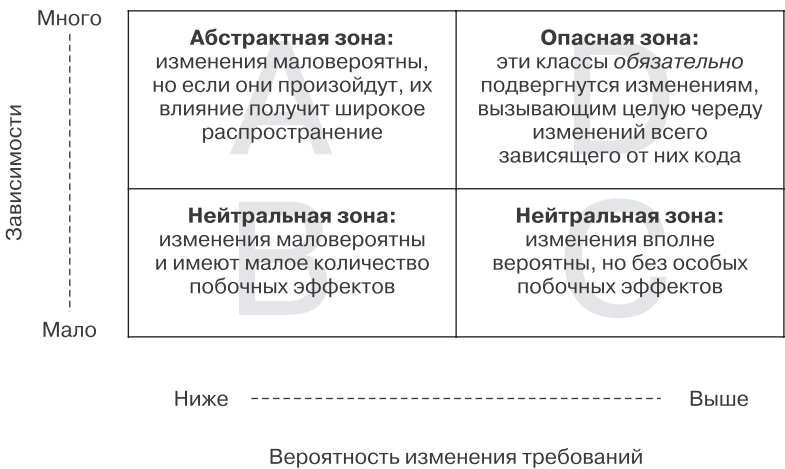 Много
Зависимости
Мало
A
Абстрактная зона:
изменения маловероятны,
но если они произойдут, их
влияние получит широкое
распространение
D
Опасная зона:
эти классы обязательно
подвергнутся изменениям,
вызывающим целую череду
изменений всего
зависящего от них кода
B
Нейтральная зона:
изменения маловероятны
и имеют малое количество
побочных эффектов
C
Нейтральная зона:
изменения вполне
вероятны, но без особых
побочных эффектов
Ниже
Выше
Вероятность изменения требований